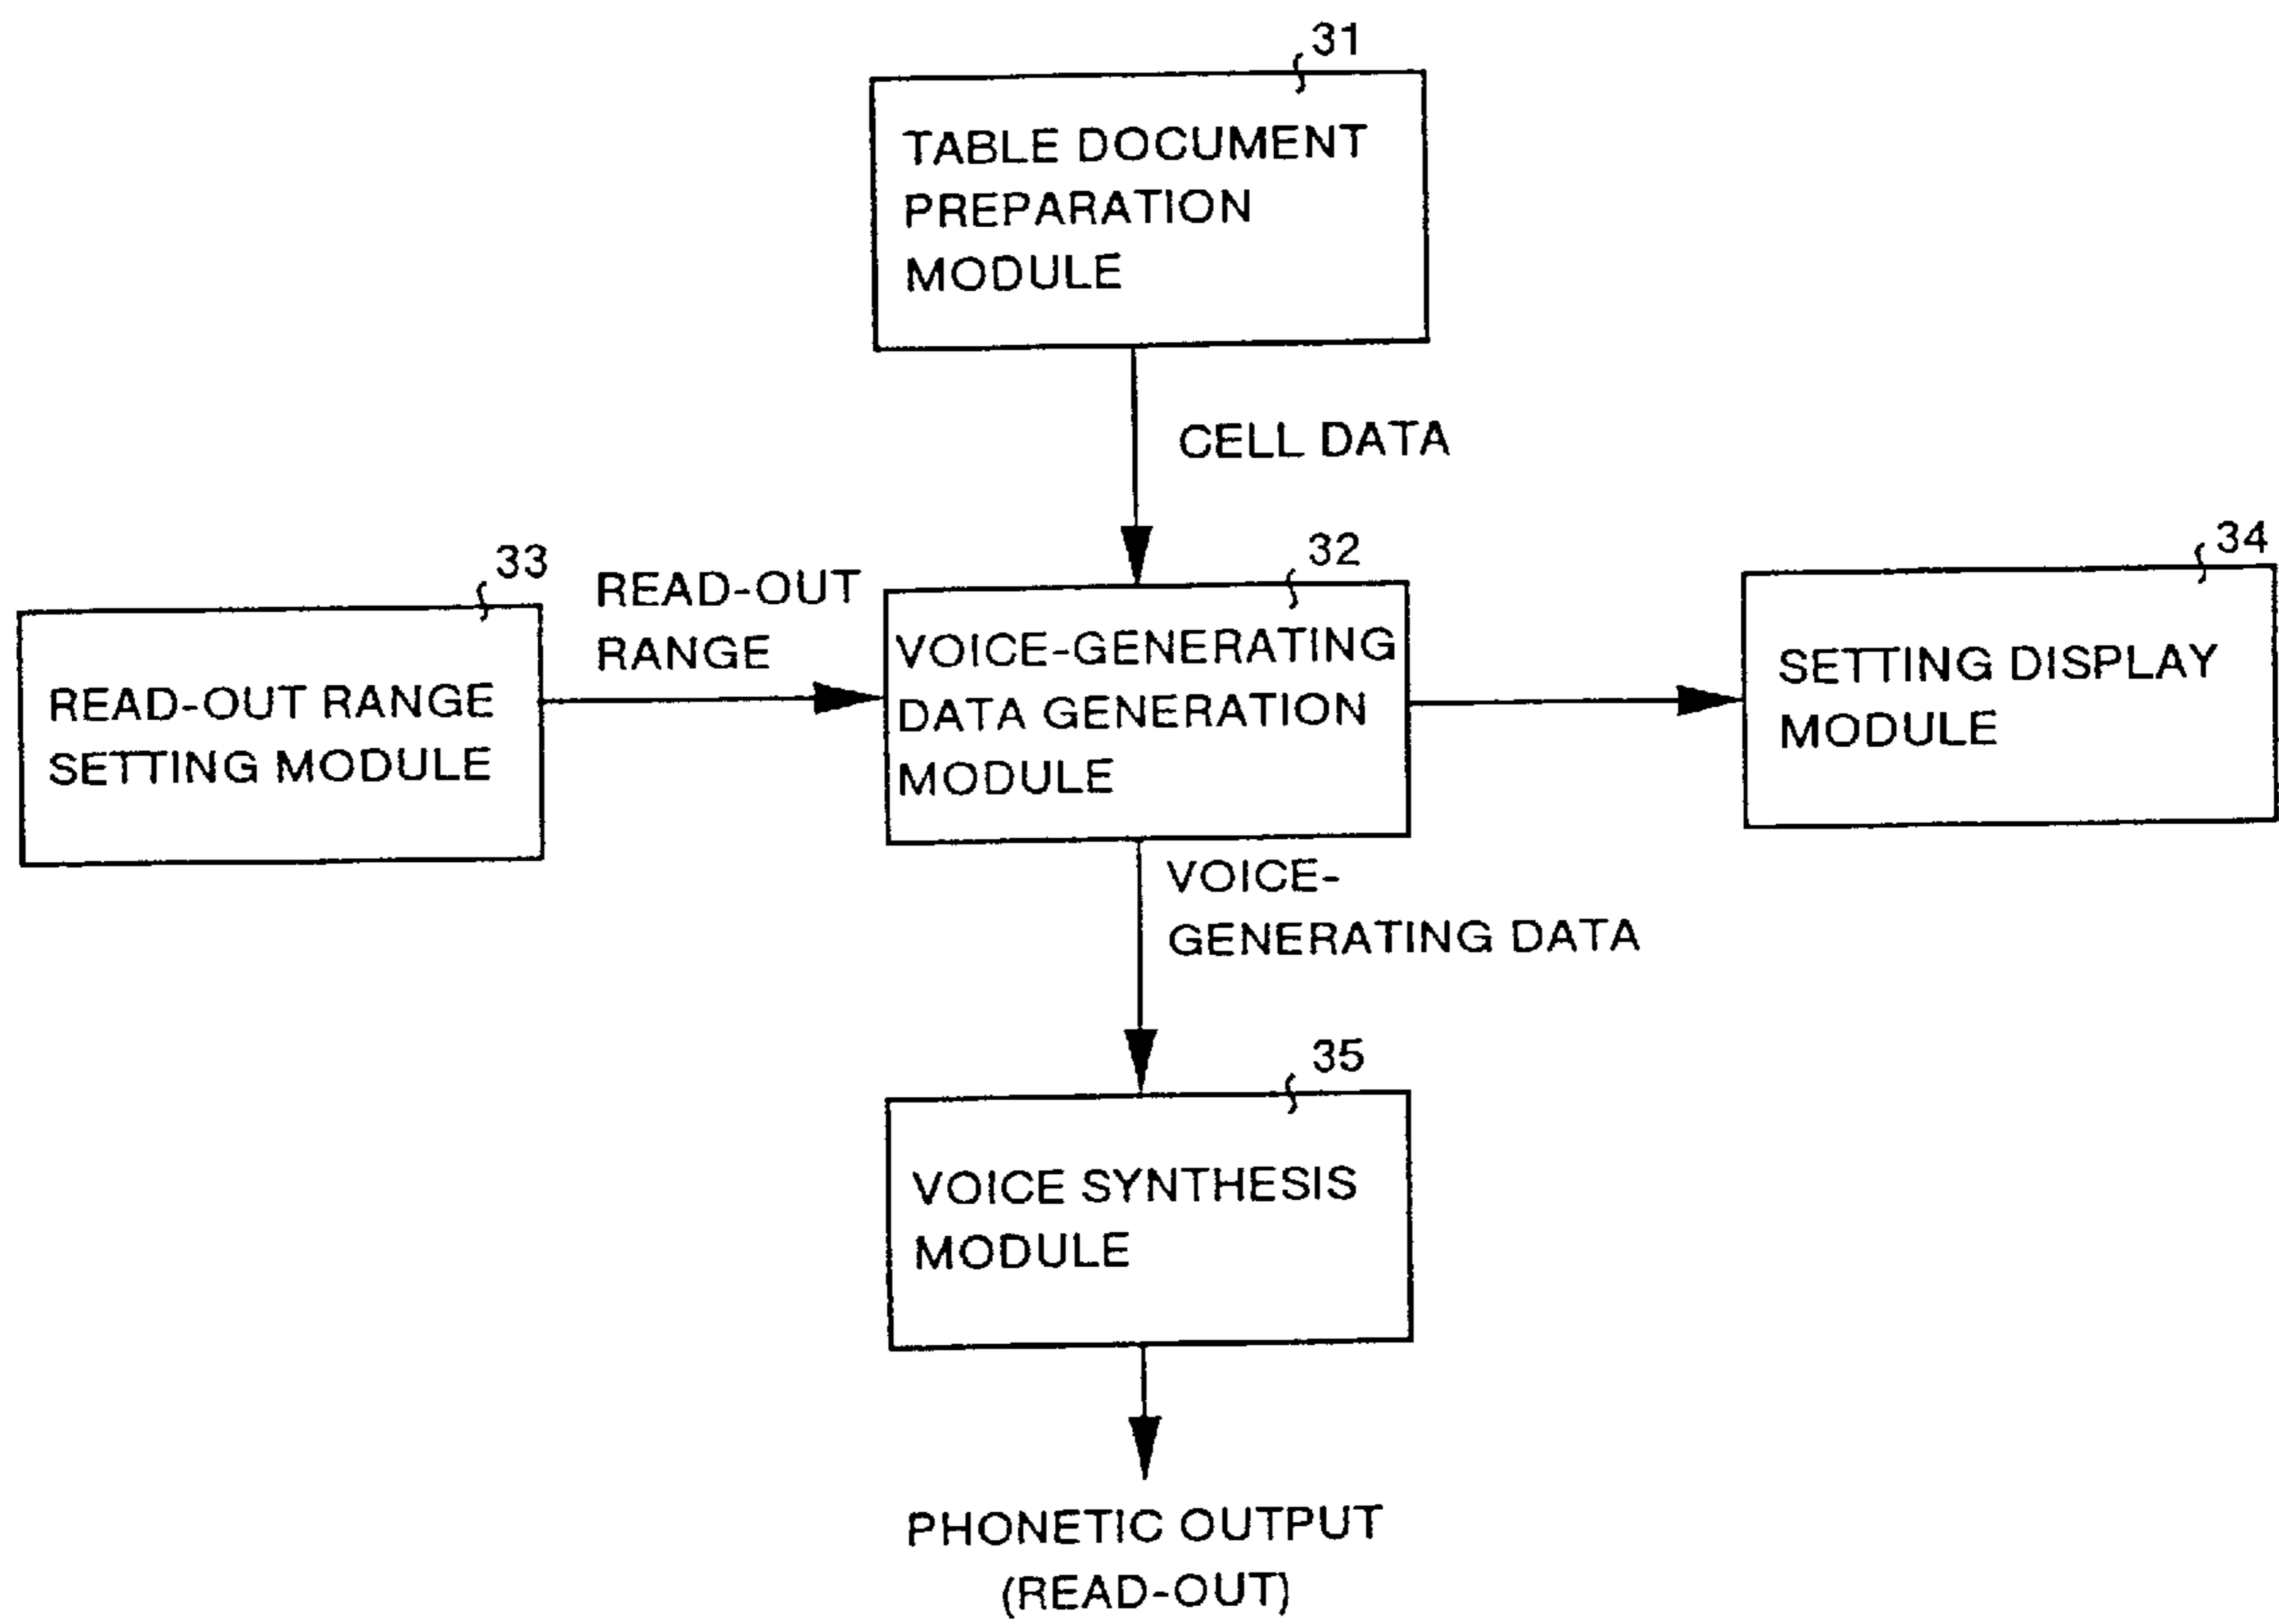 31
TABLE DOCUMENT
PREPARATION
MODULE
CELL DATA
33
READ-OUT RANGE
SETTING MODULE
READ-OUT
RANGE
32
VOICE-GENERATING
DATA GENERATION
MODULE
34
SETTING DISPLAY
MODULE
VOICE-
GENERATING DATA
35
VOICE SYNTHESIS
MODULE
PHONETIC OUTPUT
(READ-OUT)